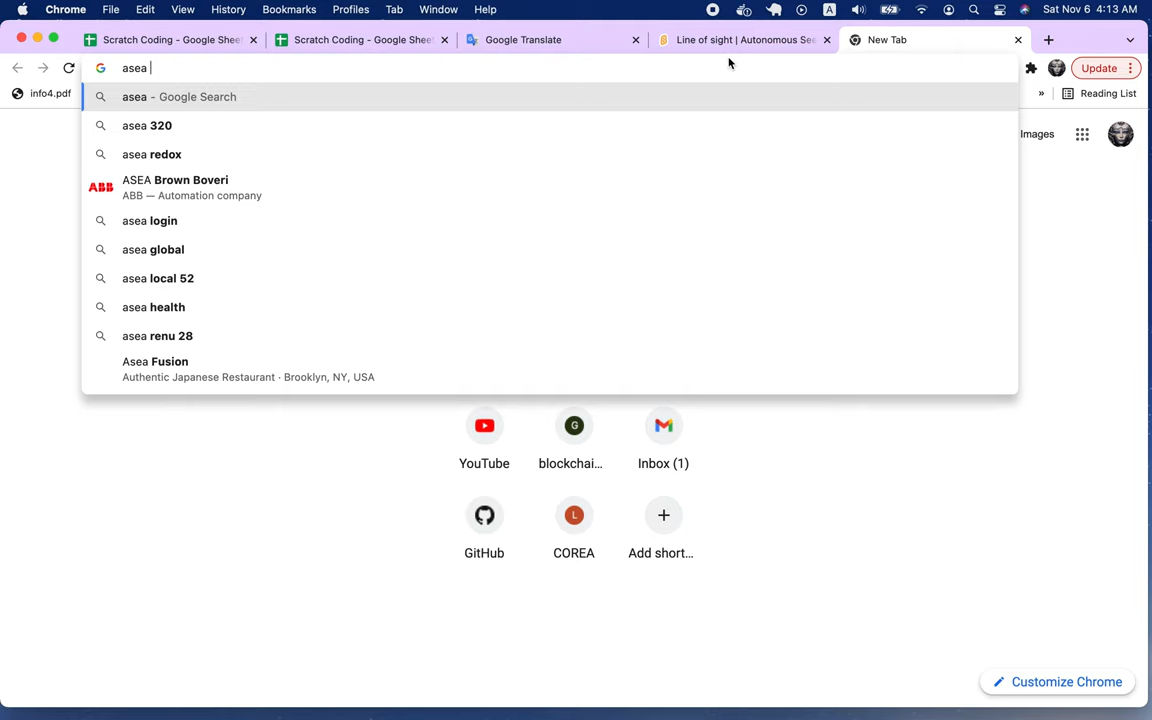 Chrome File Edit View History Bookmarks Profiles Tab Window Help A Sat Nov 6 4:13 AM
Scratch Coding - Google Shee Scratch Coding - Google Shee Google Translate Line of sight | Autonomous Se New Tab
asea Update
info4.pdf » Reading List
asea - Google Search
Images
asea 320
asea redox
ABB ASEA Brown Boveri
ABB — Automation company
asea login
asea global
asea local 52
asea health
asea renu 28
Asea Fusion
Authentic Japanese Restaurant · Brooklyn, NY, USA
G
YouTube blockchai... Inbox (1)
L
GitHub COREA Add short...
Customize Chrome